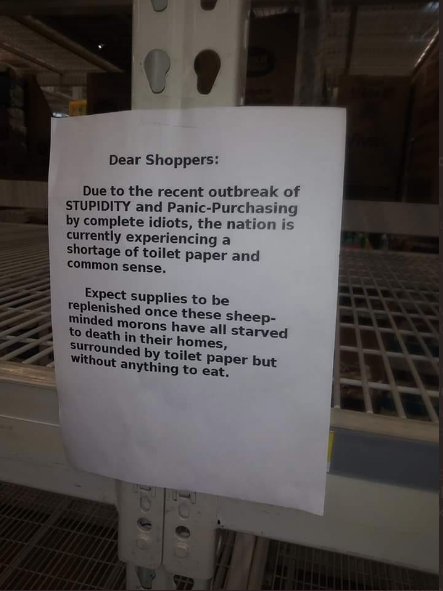 Dear Shoppers:
Due to the recent outbreak of
STUPIDITY and Panic-Purchasing
by complete idiots, the nation is
currently experiencing a
shortage of toilet paper and
common sense.
Expect supplies to be
replenished once these sheep-
minded morons have all starved
to death in their homes,
surrounded by toilet paper but
without anything to eat.